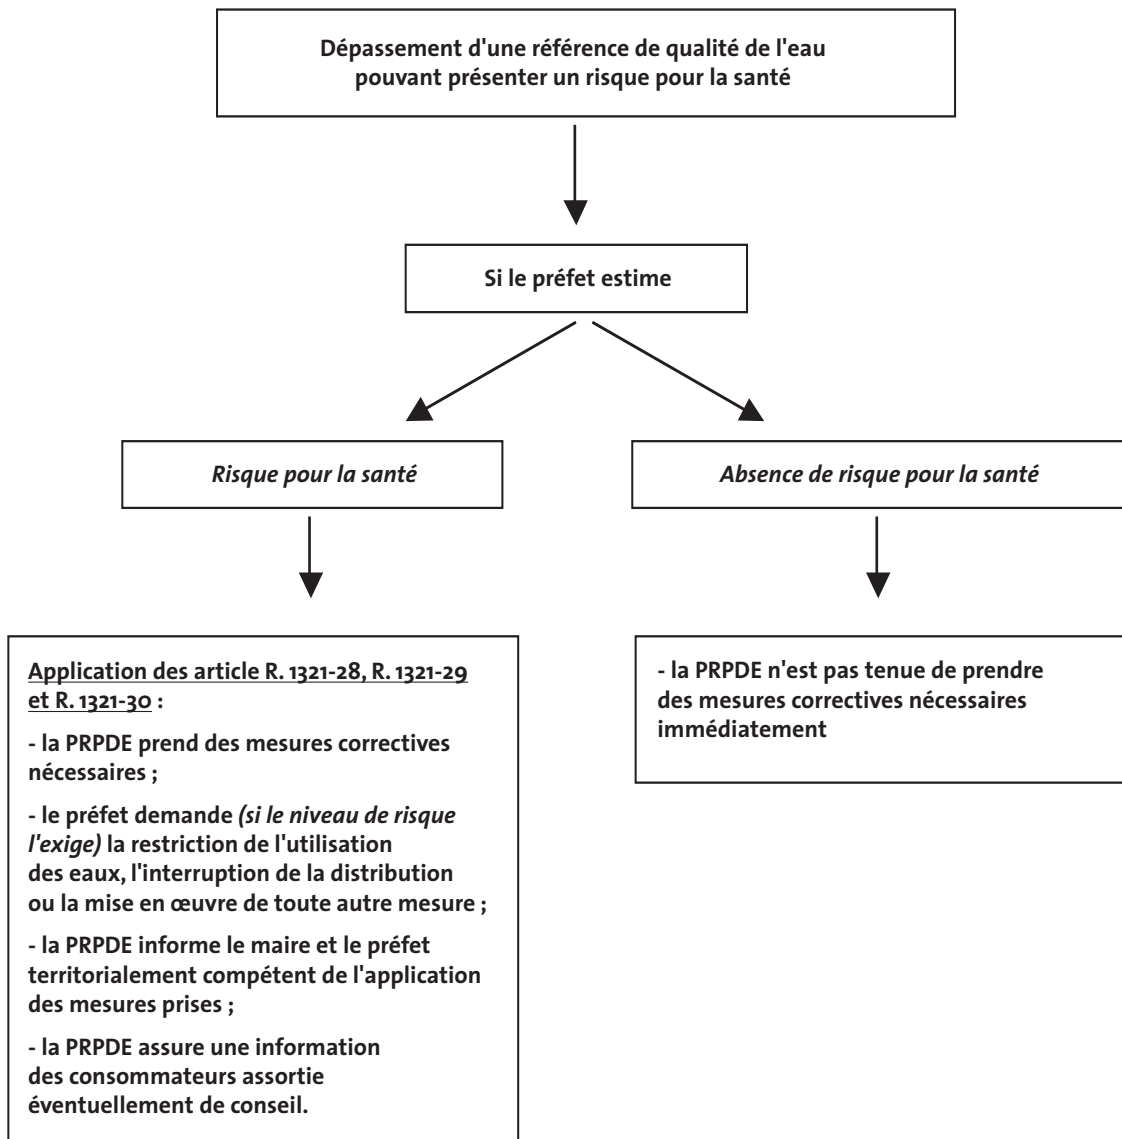 Dépassement d'une référence de qualité de l'eau
pouvant présenter un risque pour la santé
Si le préfet estime
Risque pour la santé
Absence de risque pour la santé
Application des article R. 1321-28, R. 1321-29
et R. 1321-30 :
- la PRPDE prend des mesures correctives
nécessaires ;
- le préfet demande (si le niveau de risque
l'exige) la restriction de l'utilisation
des eaux, l'interruption de la distribution
ou la mise en œuvre de toute autre mesure ;
- la PRPDE informe le maire et le préfet
territorialement compétent de l'application
des mesures prises ;
- la PRPDE assure une information
des consommateurs assortie
éventuellement de conseil.
- la PRPDE n'est pas tenue de prendre
des mesures correctives nécessaires
immédiatement